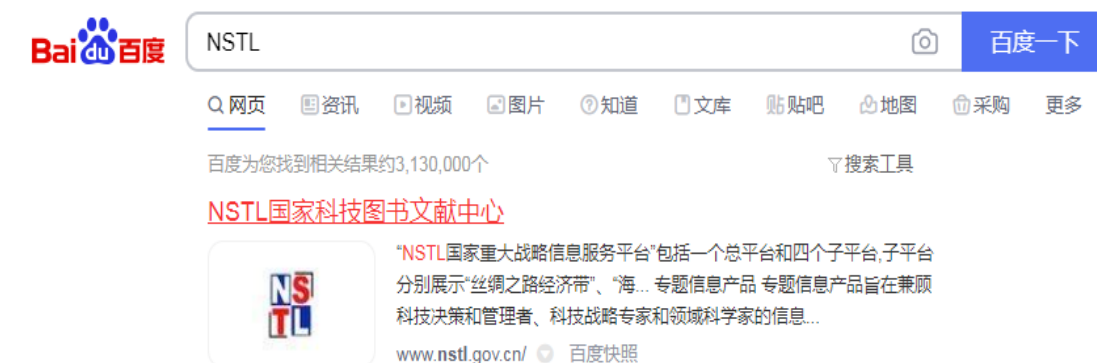 Bai du 百度
NSTL
百度一下
网页 资讯 视频 图片 知道 文库 贴吧 地图 采购 更多
百度为您找到相关结果约3,130,000个
搜索工具
NSTL国家科技图书文献中心
NS
TL
“NSTL国家重大战略信息服务平台”包括一个总平台和四个子平台,子平台
分别展示“丝绸之路经济带”、“海... 专题信息产品 专题信息产品旨在兼顾
科技决策和管理者、科技战略专家和领域科学家的信息...
www.nstl.gov.cn/ 百度快照